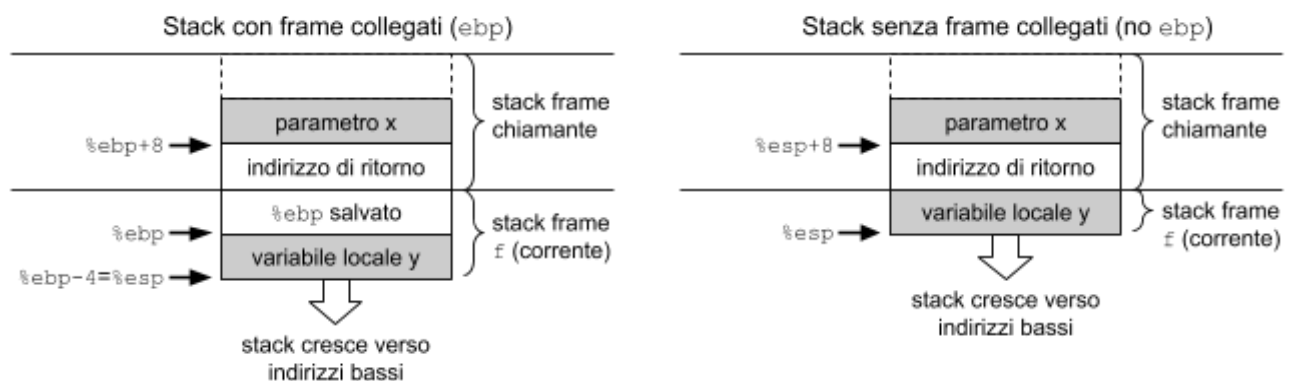 Stack con frame collegati (ebp)
parametro x
%ebp+8
indirizzo di ritorno
stack frame
chiamante
%ebp salvato
%ebp
variabile locale y
%ebp-4=%esp
stack frame
f (corrente)
stack cresce verso
indirizzi bassi
Stack senza frame collegati (no ebp)
parametro x
%esp+8
indirizzo di ritorno
stack frame
chiamante
variabile locale y
%esp
stack frame
f (corrente)
stack cresce verso
indirizzi bassi